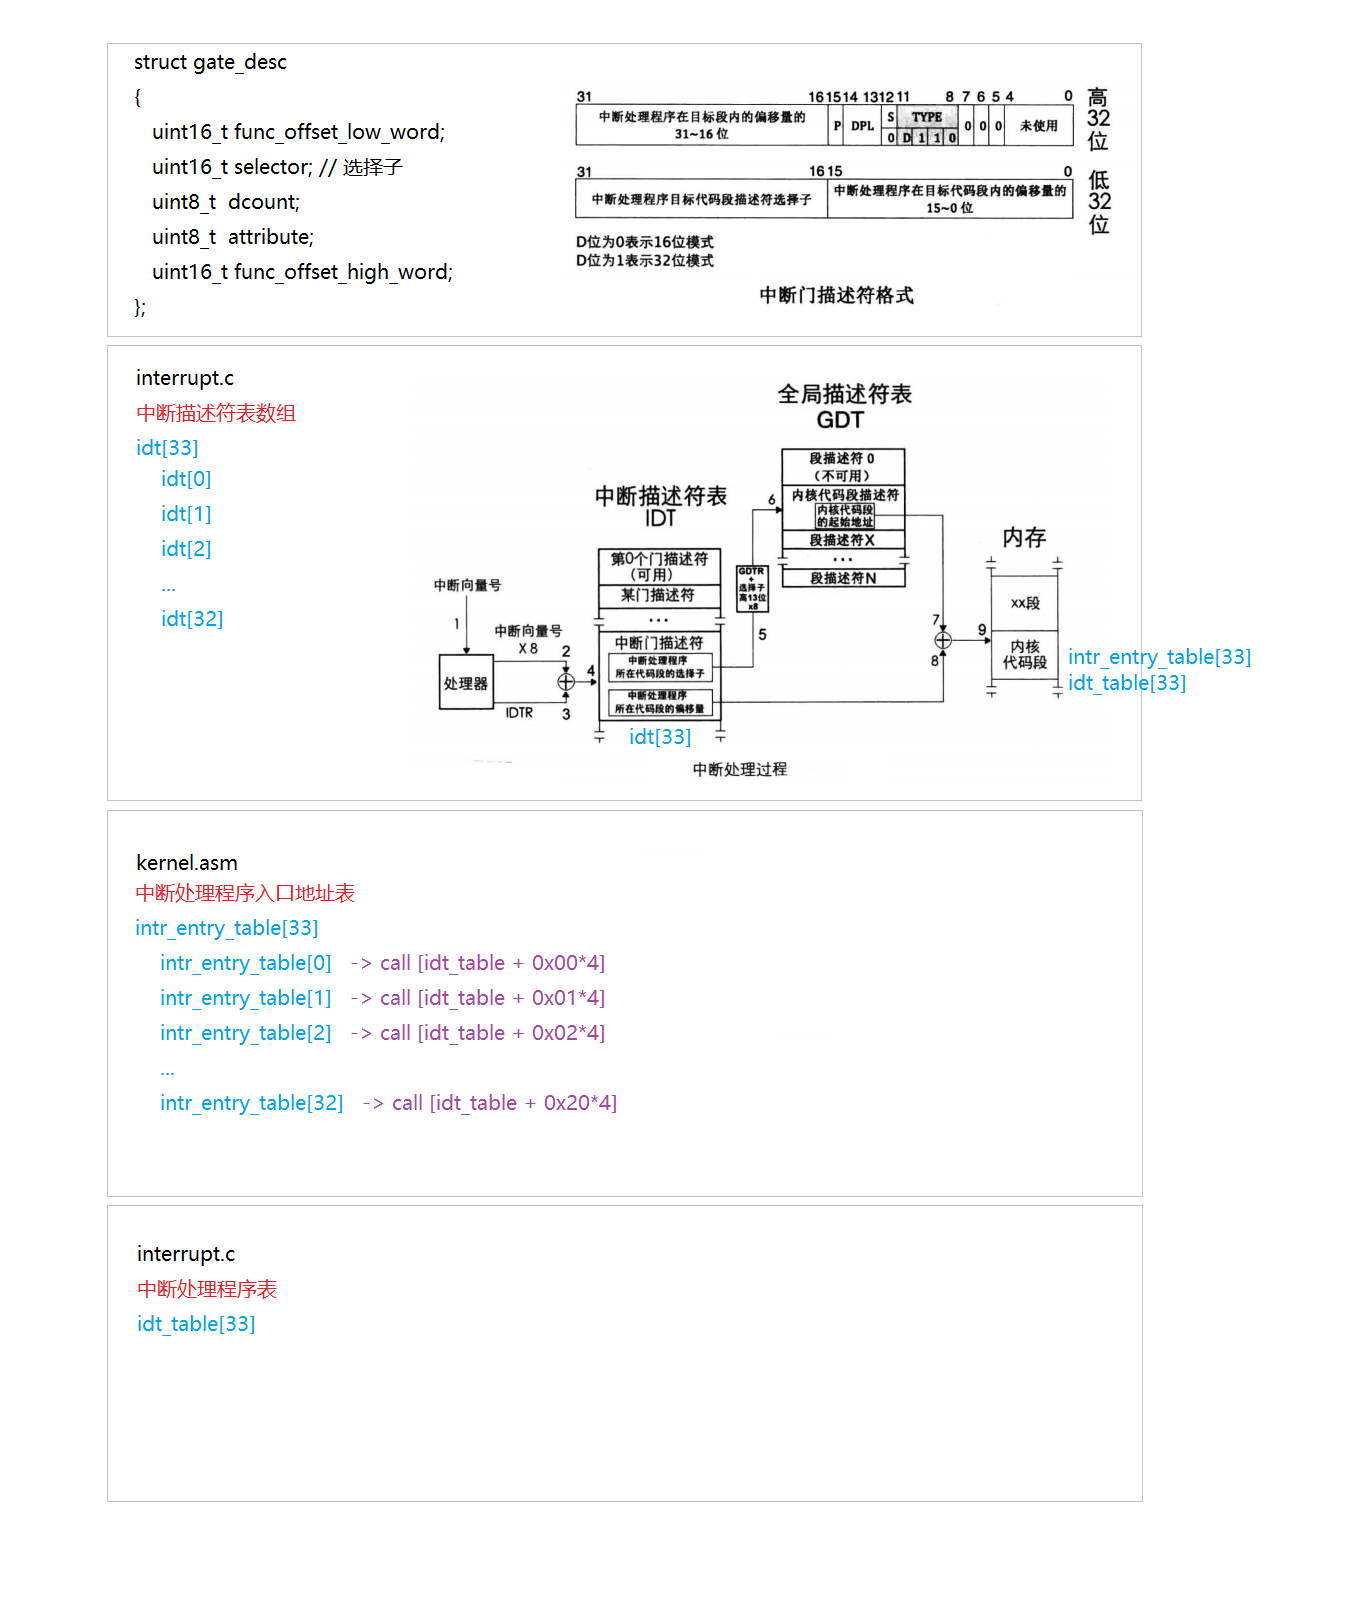 struct gate_desc
{
uint16_t func_offset_low_word;
uint16_t selector; // 选择子
uint8_t dcount;
uint8_t attribute;
uint16_t func_offset_high_word;
};
31 16 15 14 13 12 11 8 7 6 5 4 0
中断处理程序在目标段内的偏移量的
31~16 位
P DPL S TYPE 0 0 0 未使用
0 D 1 1 0
高
32
位
31 16 15 0
中断处理程序目标代码段描述符选择子
中断处理程序在目标代码段内的偏移量的
15~0 位
低
32
位
D位为0表示16位模式
D位为1表示32位模式
中断门描述符格式
interrupt.c
中断描述符表数组
idt[33]
idt[0]
idt[1]
idt[2]
...
idt[32]
全局描述符表
GDT
段描述符 0
（不可用）
内核代码段描述符
内核代码段
的起始地址
段描述符X
...
段描述符N
中断描述符表
IDT
第0个门描述符
（可用）
某门描述符
...
中断门描述符
中断处理程序
所在代码段的选择子
中断处理程序
所在代码段的偏移量
idt[33]
中断向量号
1
处理器
中断向量号
X 8
2
IDTR
3
4
GDTR
+
选择子
高13位
x8
5
6
7
8
9
内存
xx段
内核
代码段
intr_entry_table[33]
idt_table[33]
中断处理过程
kernel.asm
中断处理程序入口地址表
intr_entry_table[33]
intr_entry_table[0] -> call [idt_table + 0x00*4]
intr_entry_table[1] -> call [idt_table + 0x01*4]
intr_entry_table[2] -> call [idt_table + 0x02*4]
...
intr_entry_table[32] -> call [idt_table + 0x20*4]
interrupt.c
中断处理程序表
idt_table[33]